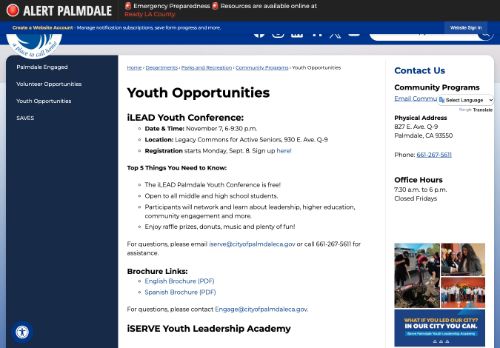 ALERT PALMDALE
🚨 Emergency Preparedness 🚨 Resources are available online at
Ready LA County.
Create a Website Account - Manage notification subscriptions, save form progress and more.
Website Sign In
a place to call home
Palmdale Engaged
Volunteer Opportunities
Youth Opportunities
SAVES
Home › Departments › Parks and Recreation › Community Programs › Youth Opportunities
Youth Opportunities
iLEAD Youth Conference:
Date & Time: November 7, 6-9:30 p.m.
Location: Legacy Commons for Active Seniors, 930 E. Ave. Q-9
Registration starts Monday, Sept. 8. Sign up here!
Top 5 Things You Need to Know:
The iLEAD Palmdale Youth Conference is free!
Open to all middle and high school students.
Participants will network and learn about leadership, higher education,
community engagement and more.
Enjoy raffle prizes, donuts, music and plenty of fun!
For questions, please email iserve@cityofpalmdaleca.gov or call 661-267-5611 for
assistance.
Brochure Links:
English Brochure (PDF)
Spanish Brochure (PDF)
For questions, please contact Engage@cityofpalmdaleca.gov.
iSERVE Youth Leadership Academy
Contact Us
Community Programs
Email Commu
Select Language
Google Translate
Physical Address
827 E. Ave. Q-9
Palmdale, CA 93550
Phone: 661-267-5611
Office Hours
7:30 a.m. to 6 p.m.
Closed Fridays
WHAT IF YOU LED OUR CITY?
IN OUR CITY YOU CAN.